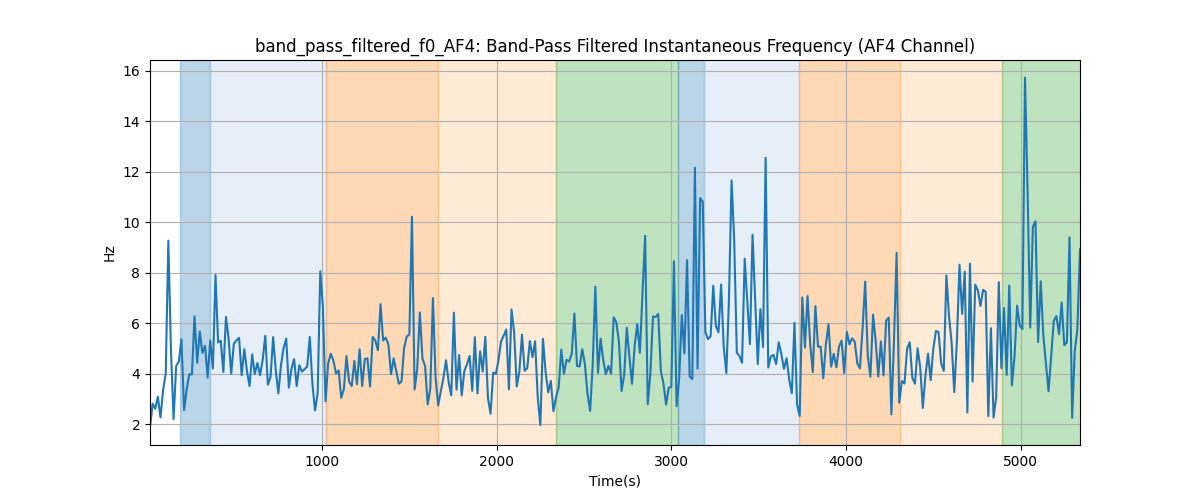 band_pass_filtered_f0_AF4: Band-Pass Filtered Instantaneous Frequency (AF4 Channel)
16
14
12
10
8
6
4
2
Hz
1000 2000 3000 4000 5000
Time(s)